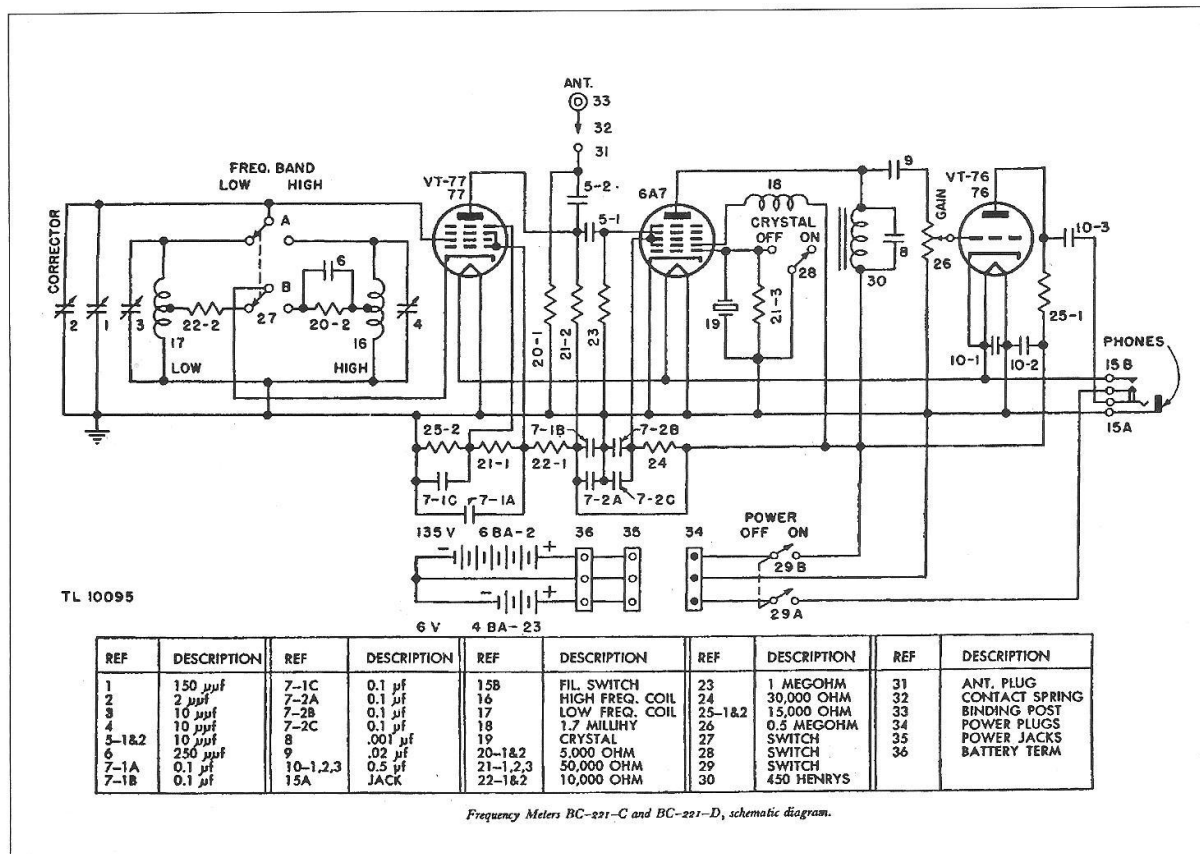 ANT.
33
32
31
FREQ. BAND
LOW HIGH
VT-77
77
5-2
5-1
6A7
18
CRYSTAL
OFF ON
28
9
VT-76
76
GAIN
10-3
CORRECTOR
A
B
6
2
1
3
22-2
27
20-2
4
17
16
LOW
HIGH
20-1
21-2
23
19
21-3
30
8
26
25-1
10-1
10-2
PHONES
15 B
15A
25-2
21-1
22-1
7-1B
7-2B
24
7-1C
7-1A
7-2A
7-2C
135 V 6 BA-2
36
35
34
POWER
OFF ON
29 B
29A
- +
- +
6 V 4 BA-23
TL 10095
REF DESCRIPTION REF DESCRIPTION REF DESCRIPTION REF DESCRIPTION REF DESCRIPTION
1 150 µµf 7-1C 0.1 µf 15B FIL. SWITCH 23 1 MEGOHM 31 ANT. PLUG
2 2 µµf 7-2A 0.1 µf 16 HIGH FREQ. COIL 24 30,000 OHM 32 CONTACT SPRING
3 10 µµf 7-2B 0.1 µf 17 LOW FREQ. COIL 25-1&2 15,000 OHM 33 BINDING POST
4 10 µµf 7-2C 0.1 µf 18 1.7 MILLIHY 26 0.5 MEGOHM 34 POWER PLUGS
5-1&2 10 µµf 8 .001 µf 19 CRYSTAL 27 SWITCH 35 POWER JACKS
6 250 µµf 9 .02 µf 20-1&2 5,000 OHM 28 SWITCH 36 BATTERY TERM
7-1A 0.1 µf 10-1,2,3 0.5 µf 21-1,2,3 50,000 OHM 29 SWITCH
7-1B 0.1 µf 15A JACK 22-1&2 10,000 OHM 30 450 HENRYS
Frequency Meters BC-221-C and BC-221-D, schematic diagram.